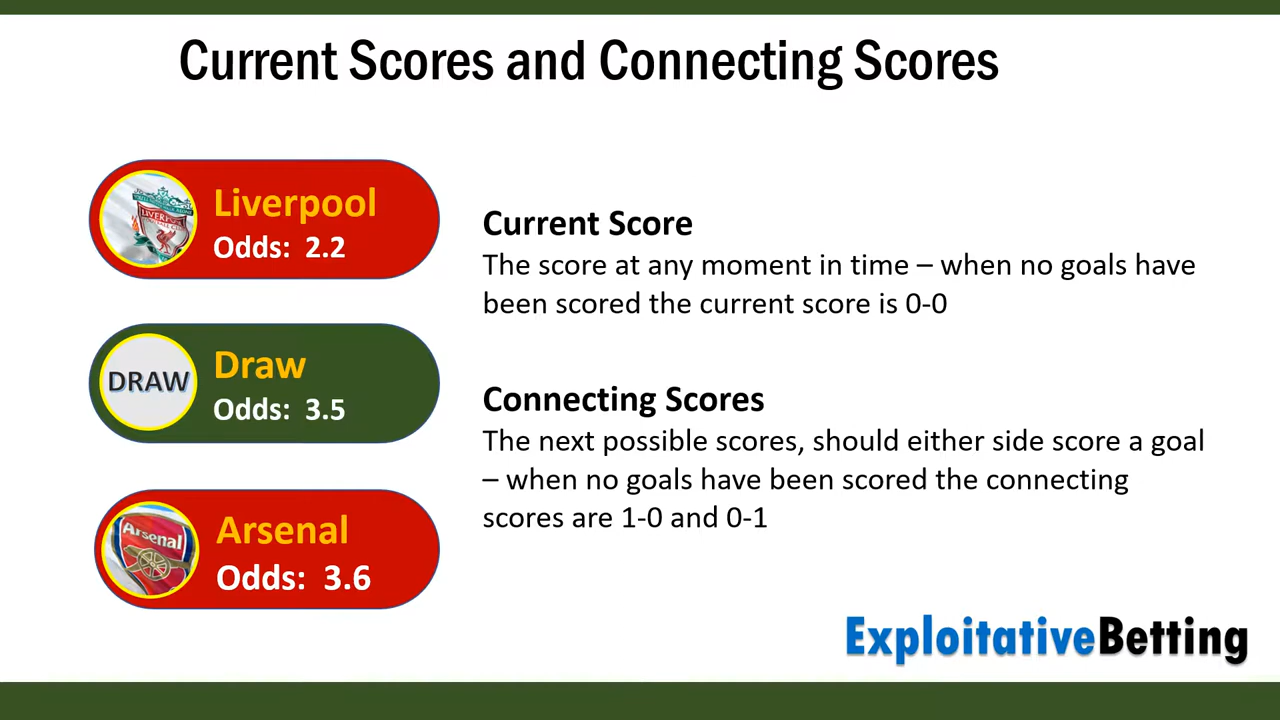 Current Scores and Connecting Scores
Liverpool
Odds: 2.2
DRAW
Draw
Odds: 3.5
Arsenal
Arsenal
Odds: 3.6
Current Score
The score at any moment in time – when no goals have
been scored the current score is 0-0
Connecting Scores
The next possible scores, should either side score a goal
– when no goals have been scored the connecting
scores are 1-0 and 0-1
ExploitativeBetting